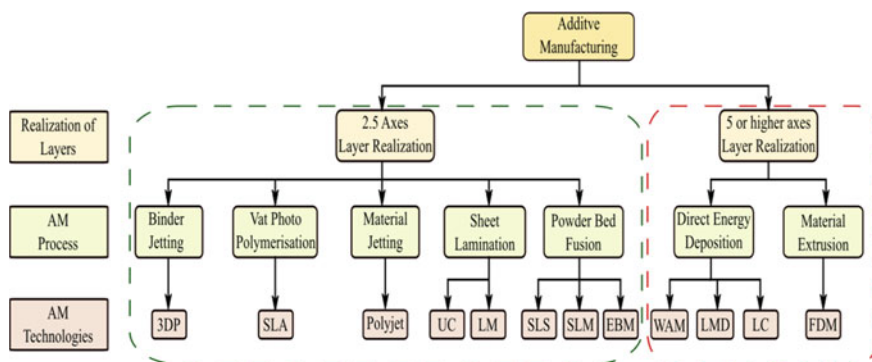 Additve
Manufacturing
Realization of
Layers
2.5 Axes
Layer Realization
5 or higher axes
Layer Realization
AM
Process
Binder
Jetting
Vat Photo
Polymerisation
Material
Jetting
Sheet
Lamination
Powder Bed
Fusion
Direct Energy
Deposition
Material
Extrusion
AM
Technologies
3DP
SLA
Polyjet
UC
LM
SLS
SLM
EBM
WAM
LMD
LC
FDM